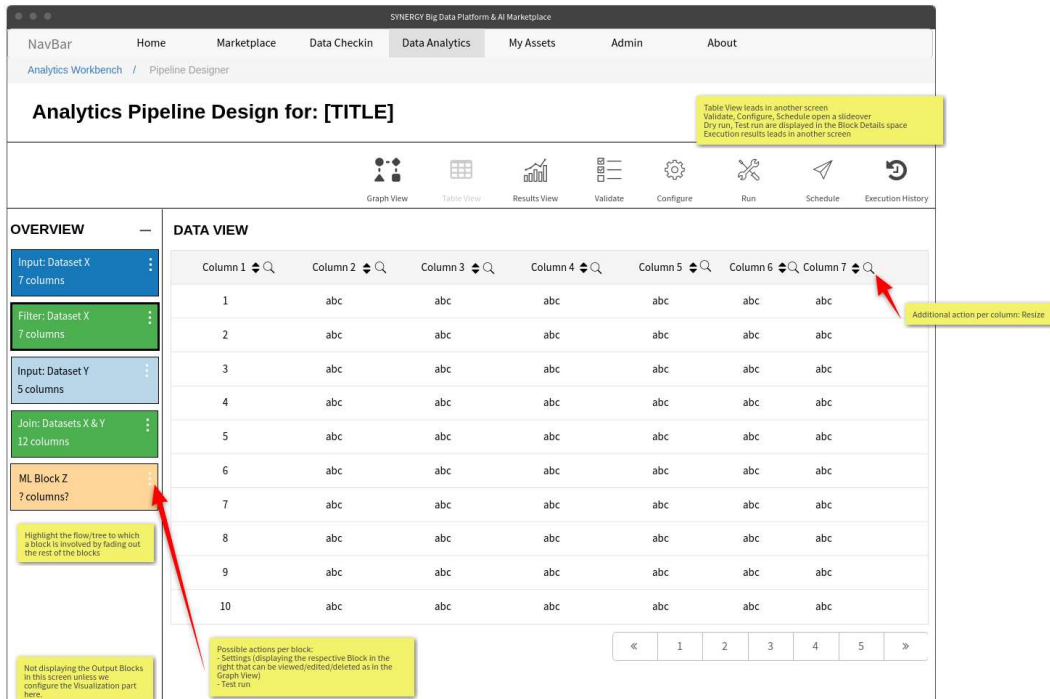 SYNERGY Big Data Platform & AI Marketplace
NavBar Home Marketplace Data Checkin Data Analytics My Assets Admin About
Analytics Workbench / Pipeline Designer
Analytics Pipeline Design for: [TITLE]
Table View leads in another screen
Validate, Configure, Schedule open a slideover
Dry run, Test run are displayed in the Block Details space
Execution results leads in another screen
Graph View Table View Results View Validate Configure Run Schedule Execution History
OVERVIEW
Input: Dataset X
7 columns
Filter: Dataset X
7 columns
Input: Dataset Y
5 columns
Join: Datasets X & Y
12 columns
ML Block Z
? columns?
Highlight the flow/tree to which
a block is involved by fading out
the rest of the blocks
Not displaying the Output Blocks
in this screen unless we
configure the Visualization part
here.
DATA VIEW
Column 1 Column 2 Column 3 Column 4 Column 5 Column 6 Column 7
1 abc abc abc abc abc abc
2 abc abc abc abc abc abc
3 abc abc abc abc abc abc
4 abc abc abc abc abc abc
5 abc abc abc abc abc abc
6 abc abc abc abc abc abc
7 abc abc abc abc abc abc
8 abc abc abc abc abc abc
9 abc abc abc abc abc abc
10 abc abc abc abc abc abc
Additional action per column: Resize
« 1 2 3 4 5 »
Possible actions per block:
- Settings (displaying the respective Block in the
right that can be viewed/edited/deleted as in the
Graph View)
- Test run